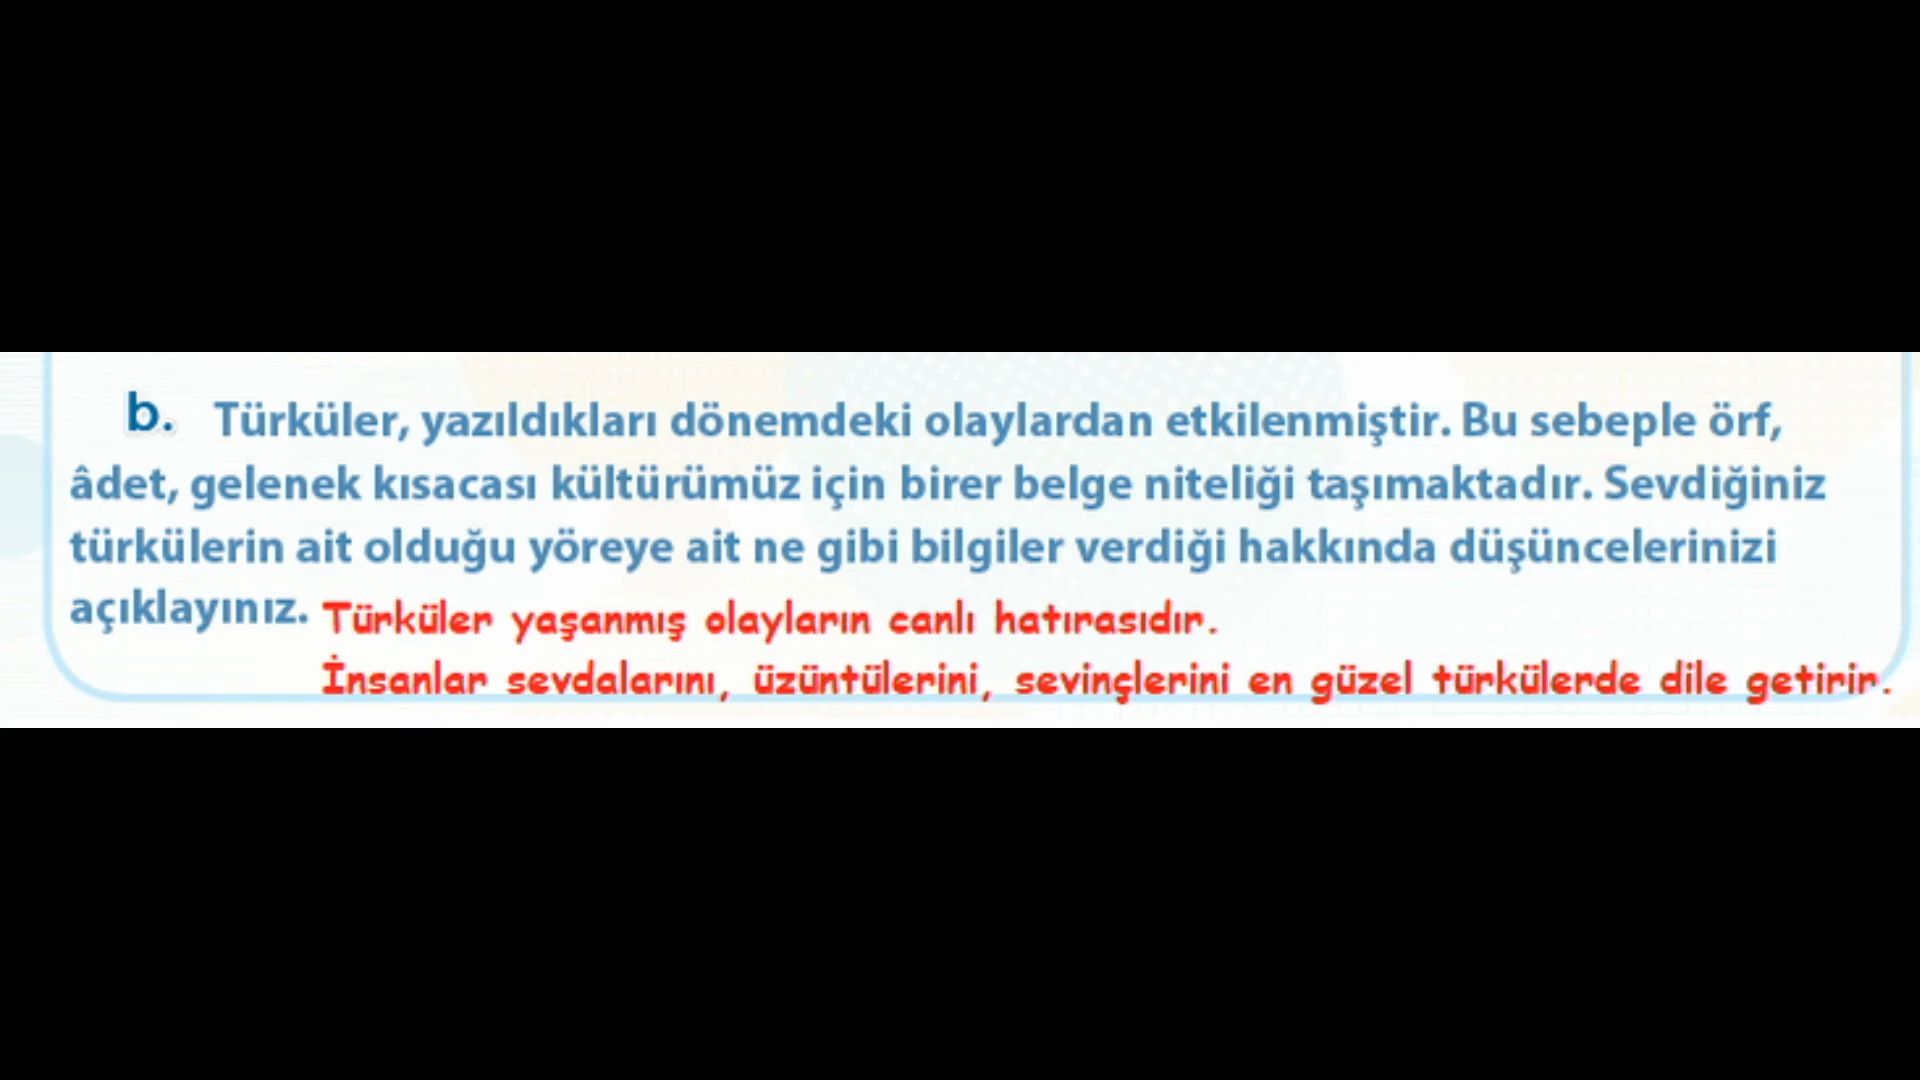 b. Türküler, yazıldıkları dönemdeki olaylardan etkilenmiştir. Bu sebeple örf,
âdet, gelenek kısacası kültürümüz için birer belge niteliği taşımaktadır. Sevdiğiniz
türkülerin ait olduğu yöreye ait ne gibi bilgiler verdiği hakkında düşüncelerinizi
açıklayınız. Türküler yaşanmış olayların canlı hatırasıdır.
İnsanlar sevdalarını, üzüntülerini, sevinçlerini en güzel türkülerde dile getirir.